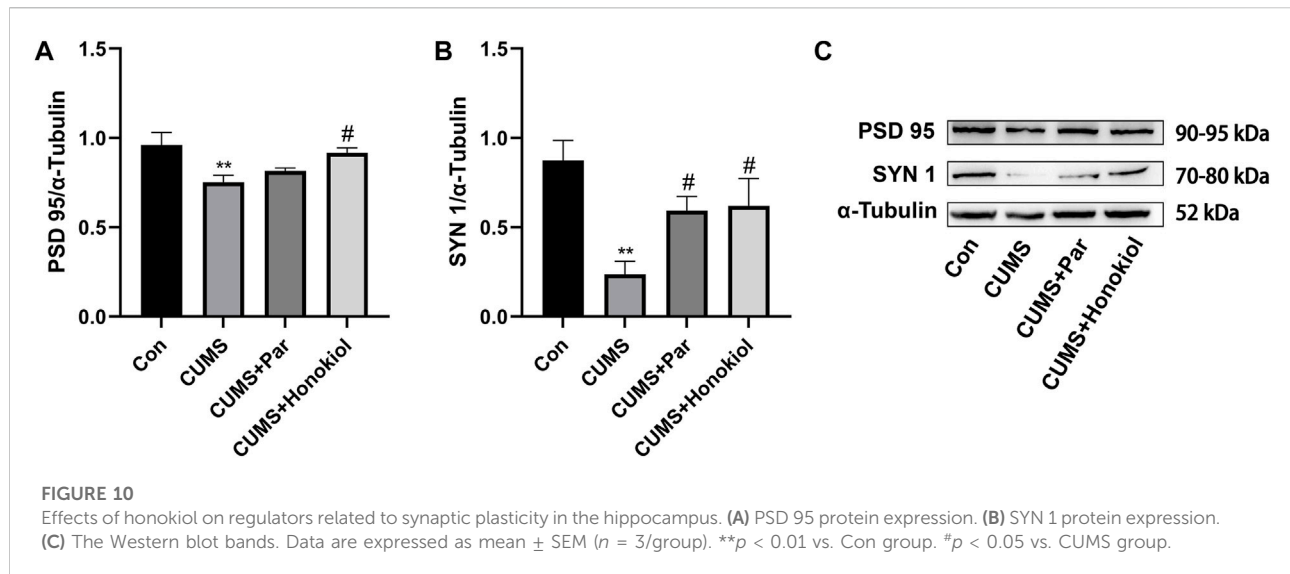 A
PSD 95/α-Tubulin
1.5
1.0
0.5
0.0
**
#
Con
CUMS
CUMS+Par
CUMS+Honokiol
B
SYN 1/α-Tubulin
1.5
1.0
0.5
0.0
**
#
#
Con
CUMS
CUMS+Par
CUMS+Honokiol
C
PSD 95 90-95 kDa
SYN 1 70-80 kDa
α-Tubulin 52 kDa
Con
CUMS
CUMS+Par
CUMS+Honokiol
FIGURE 10
Effects of honokiol on regulators related to synaptic plasticity in the hippocampus. (A) PSD 95 protein expression. (B) SYN 1 protein expression.
(C) The Western blot bands. Data are expressed as mean ± SEM (n = 3/group). **p < 0.01 vs. Con group. #p < 0.05 vs. CUMS group.